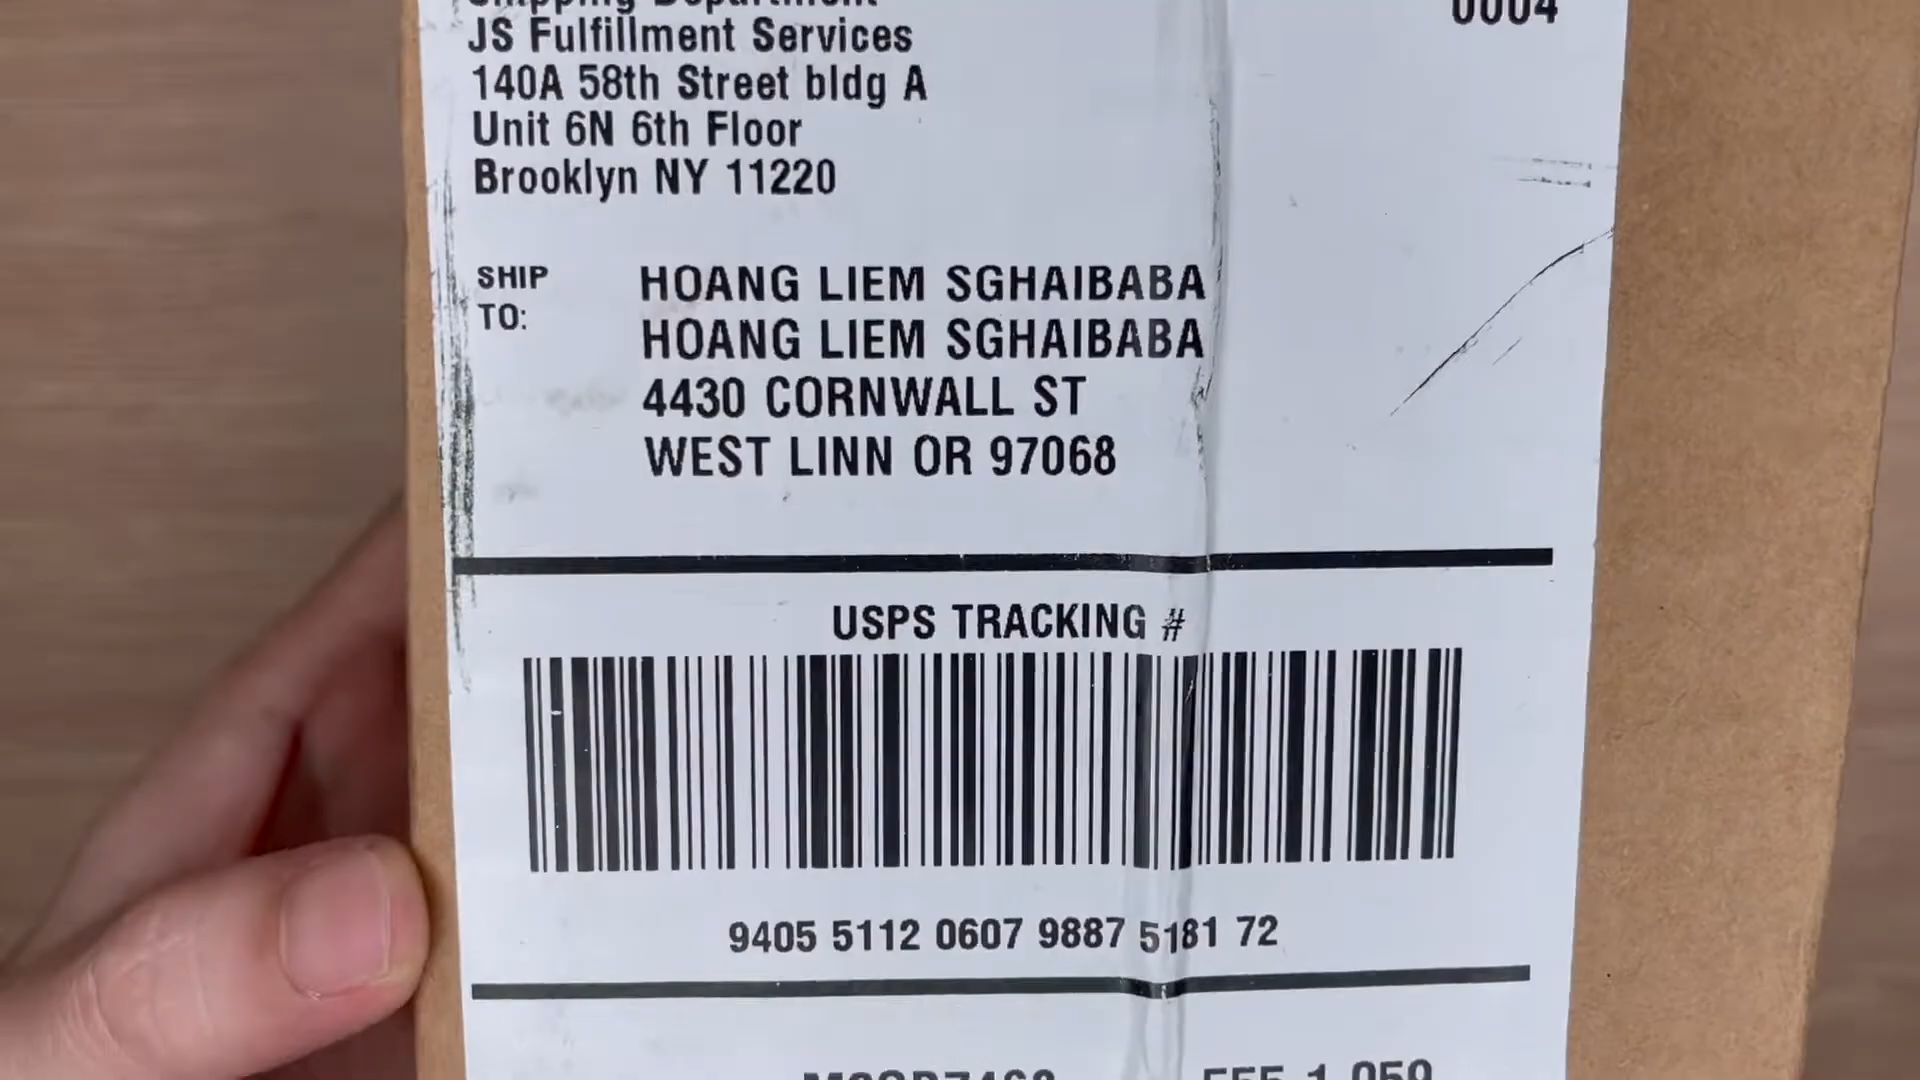 Shipping Department
0004
JS Fulfillment Services
140A 58th Street bldg A
Unit 6N 6th Floor
Brooklyn NY 11220
SHIP
TO:
HOANG LIEM SGHAIBABA
HOANG LIEM SGHAIBABA
4430 CORNWALL ST
WEST LINN OR 97068
USPS TRACKING #
9405 5112 0607 9887 5181 72